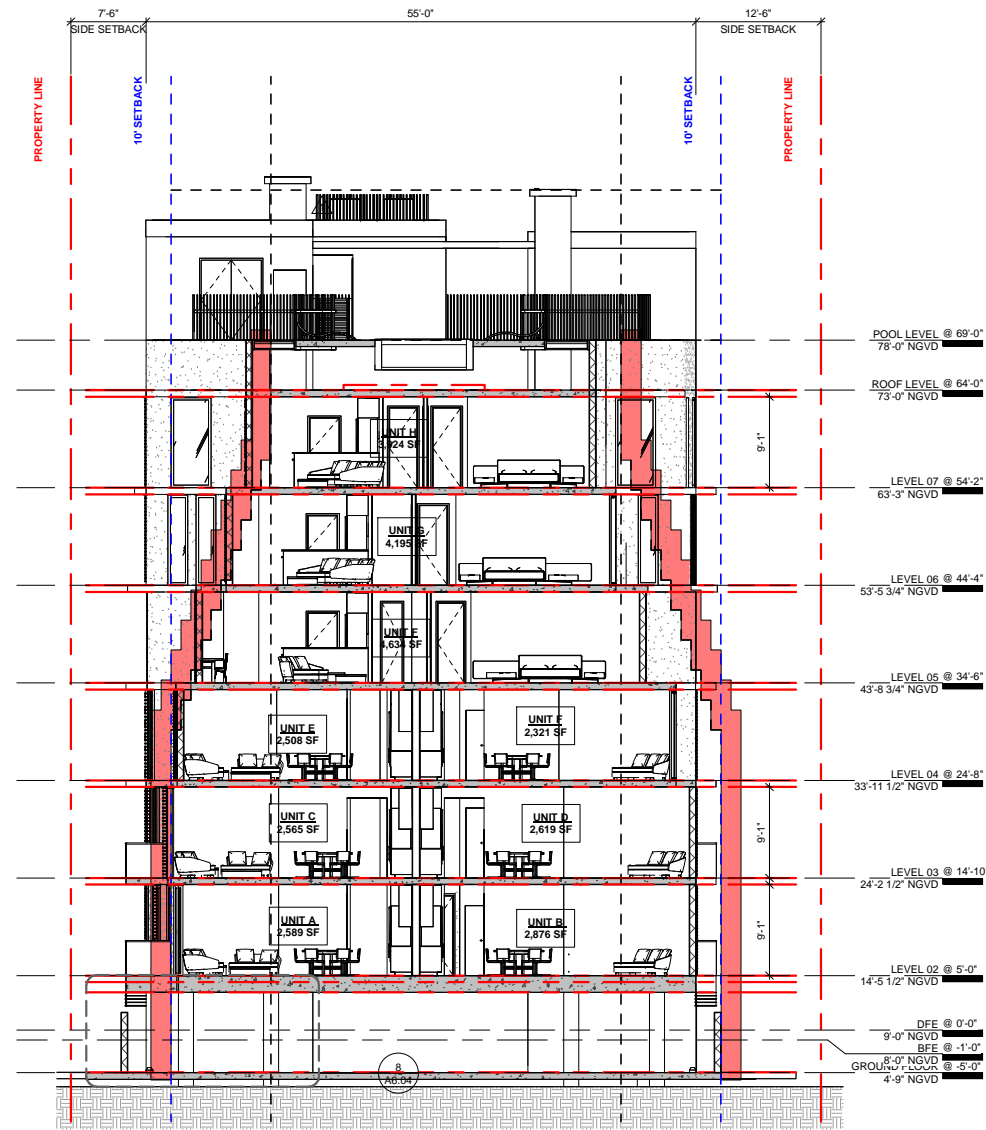 7'-6"
55'-0"
12'-6"
SIDE SETBACK
SIDE SETBACK
PROPERTY LINE
10' SETBACK
10' SETBACK
PROPERTY LINE
POOL LEVEL @ 69'-0"
78'-0" NGVD
ROOF LEVEL @ 64'-0"
73'-0" NGVD
UNIT H
3,924 SF
9'-1"
LEVEL 07 @ 54'-2"
63'-3" NGVD
UNIT G
4,195 SF
LEVEL 06 @ 44'-4"
53'-5 3/4" NGVD
UNIT F
4,634 SF
LEVEL 05 @ 34'-6"
43'-8 3/4" NGVD
UNIT E
2,508 SF
UNIT F
2,321 SF
LEVEL 04 @ 24'-8"
33'-11 1/2" NGVD
UNIT C
2,565 SF
UNIT D
2,619 SF
9'-1"
LEVEL 03 @ 14'-10
24'-2 1/2" NGVD
UNIT A
2,589 SF
UNIT B
2,876 SF
9'-1"
LEVEL 02 @ 5'-0"
14'-5 1/2" NGVD
DFE @ 0'-0"
9'-0" NGVD
BFE @ -1'-0"
8'-0" NGVD
GROUND FLOOR @ -5'-0"
4'-9" NGVD
8
A6.04